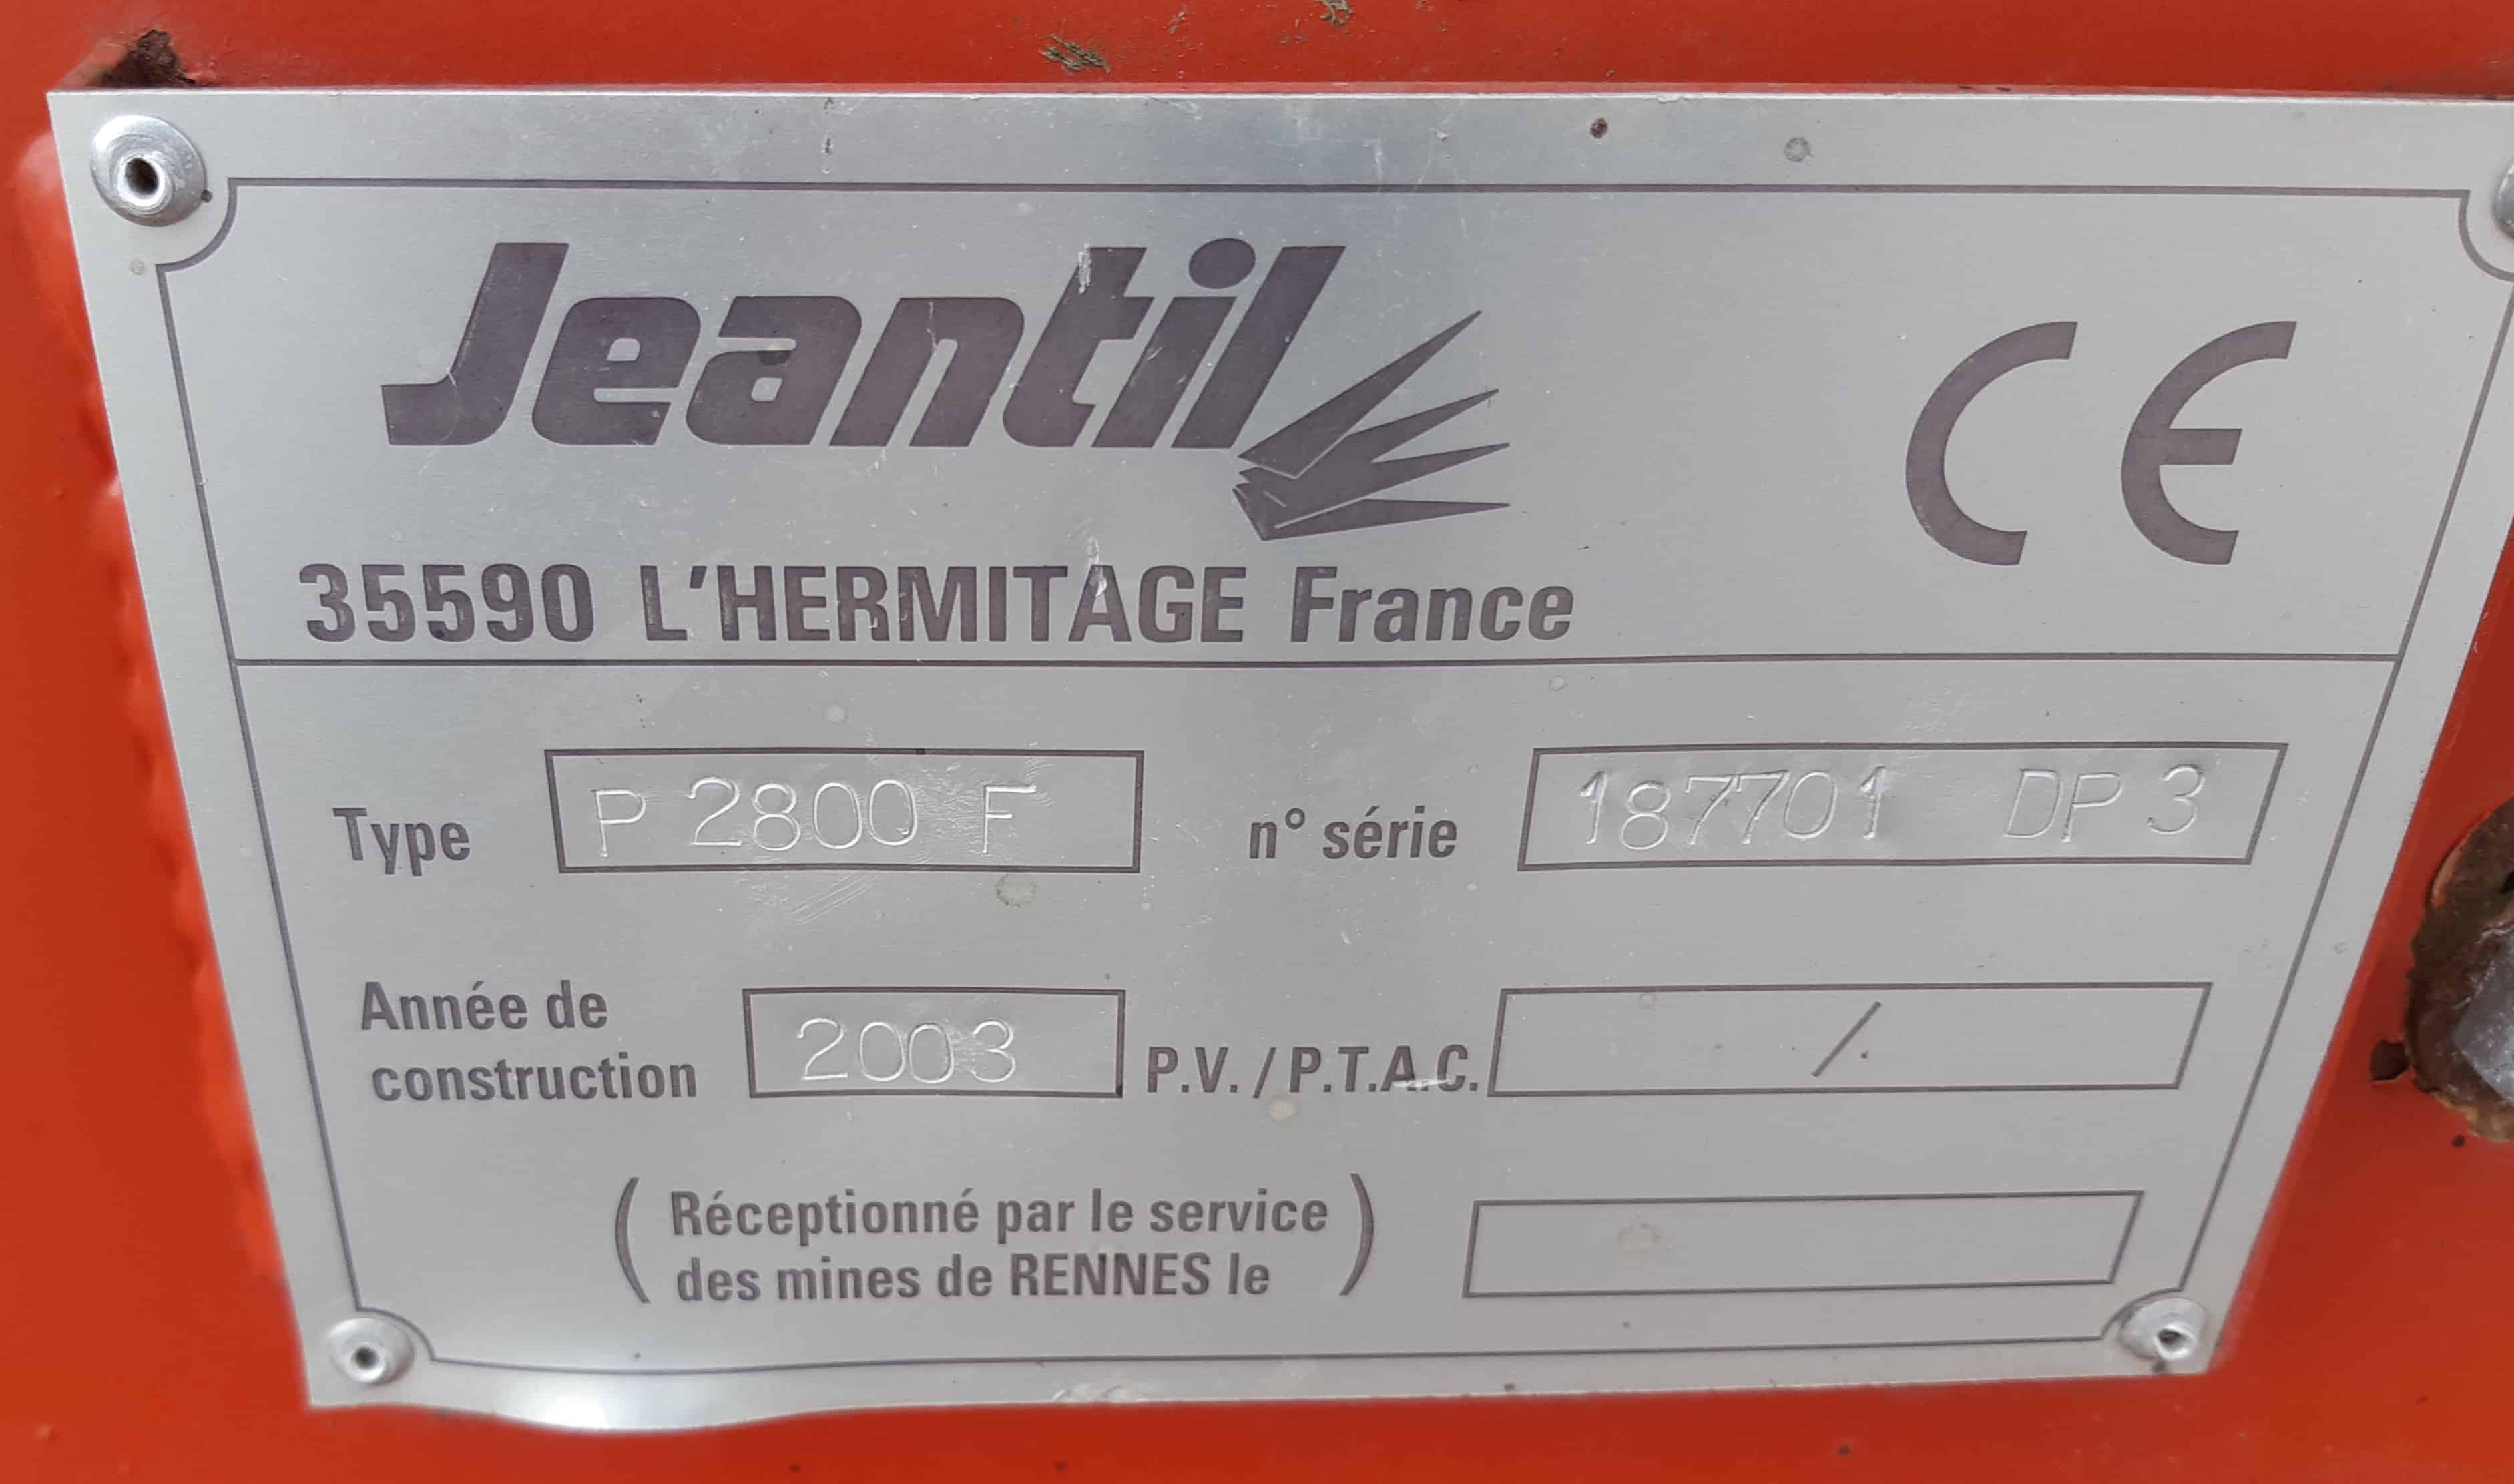 Jeantil
CE
35590 L'HERMITAGE France
Type P 2800 F n° série 187701 DP 3
Année de
construction 2003 P.V. / P.T.A.C. /
( Réceptionné par le service
des mines de RENNES le )